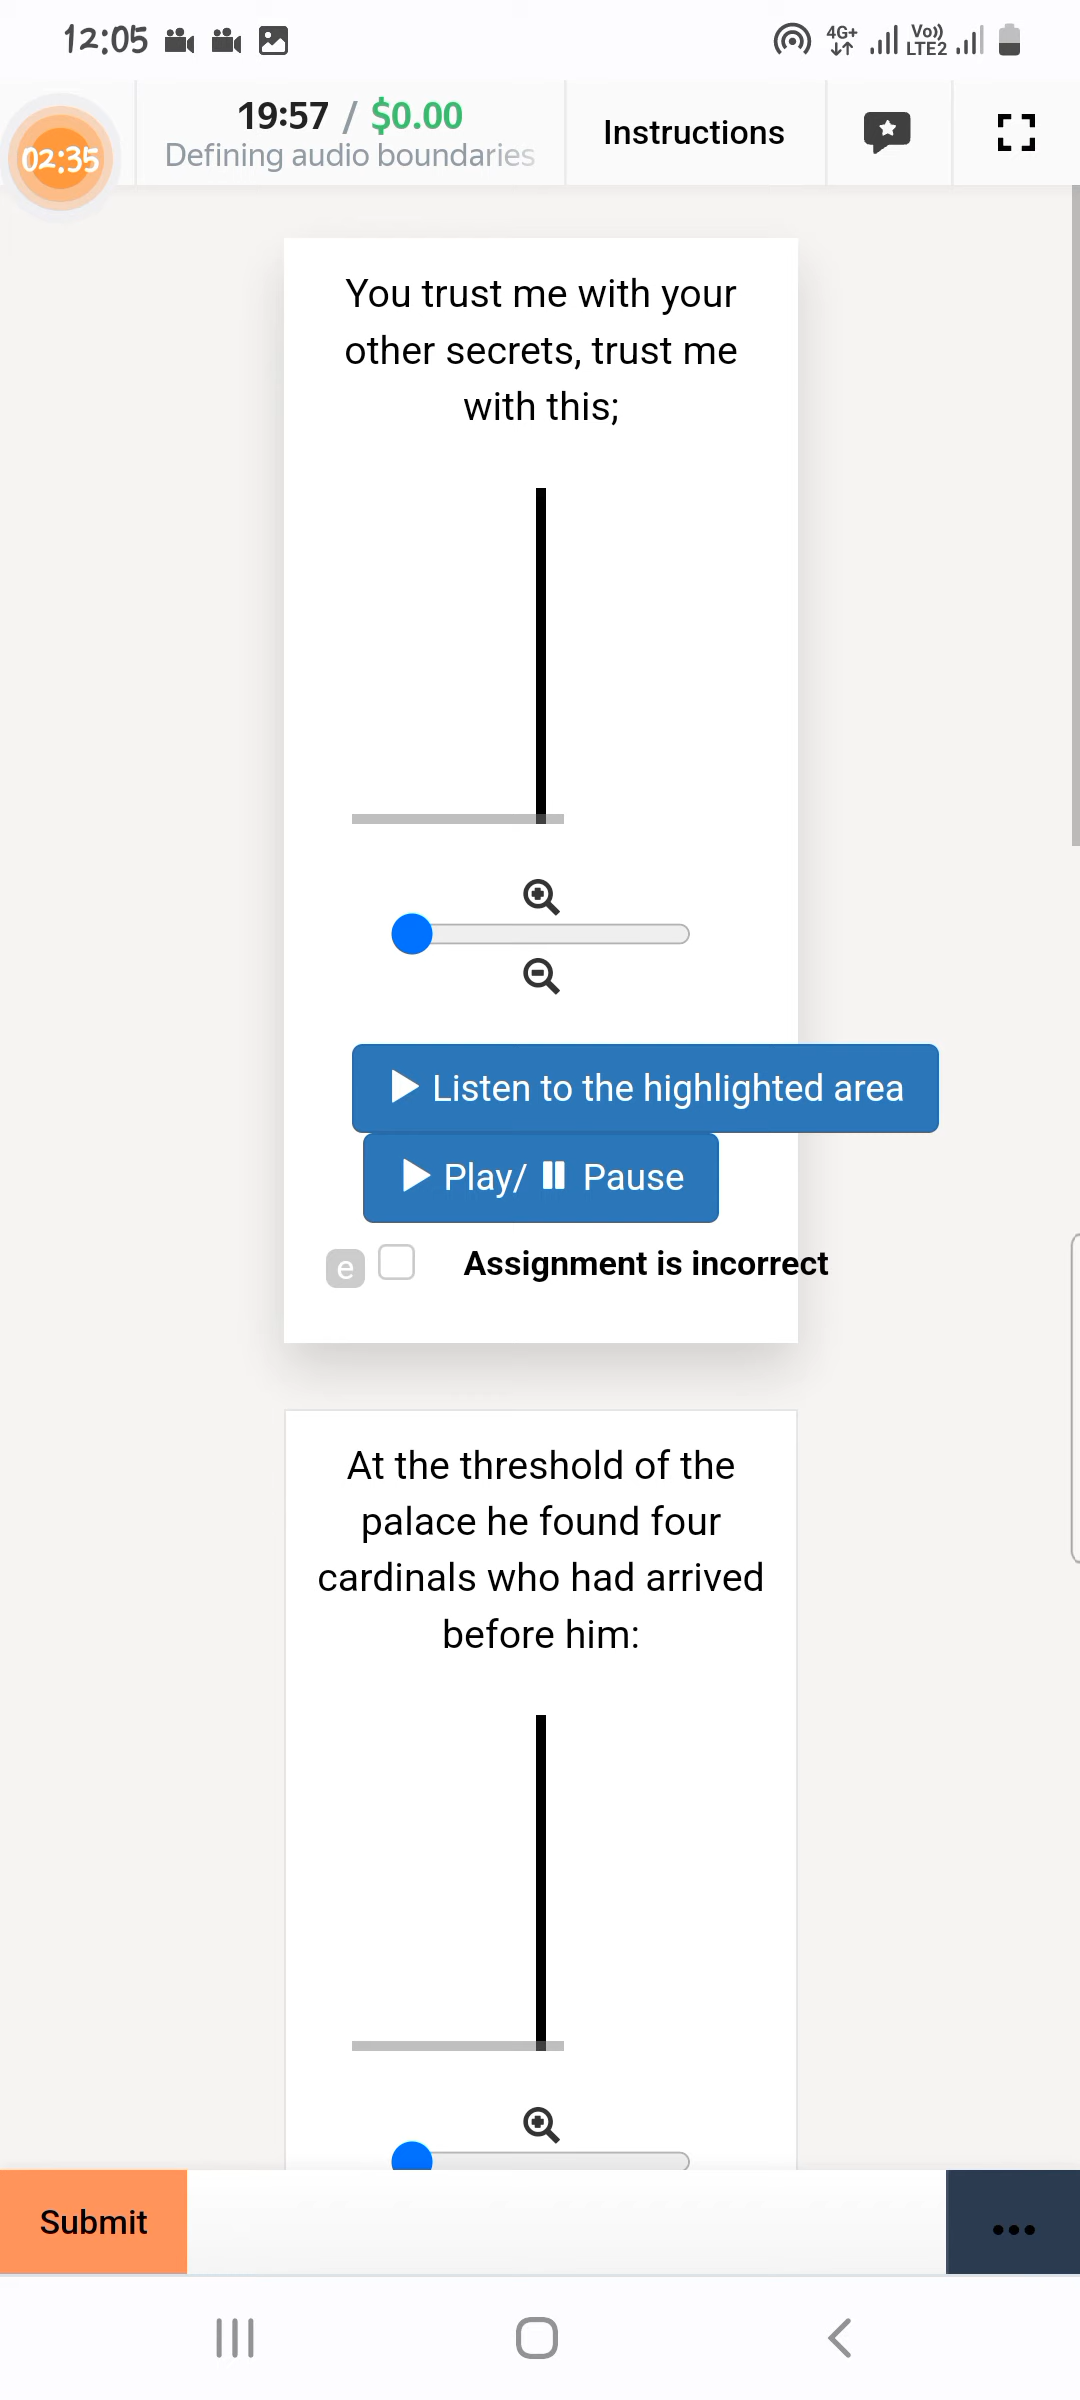 12:05
4G+
Vo))
LTE2
02:35
19:57 / $0.00
Defining audio boundaries
Instructions
You trust me with your
other secrets, trust me
with this;
Listen to the highlighted area
Play/ Pause
e
Assignment is incorrect
At the threshold of the
palace he found four
cardinals who had arrived
before him:
Submit
...